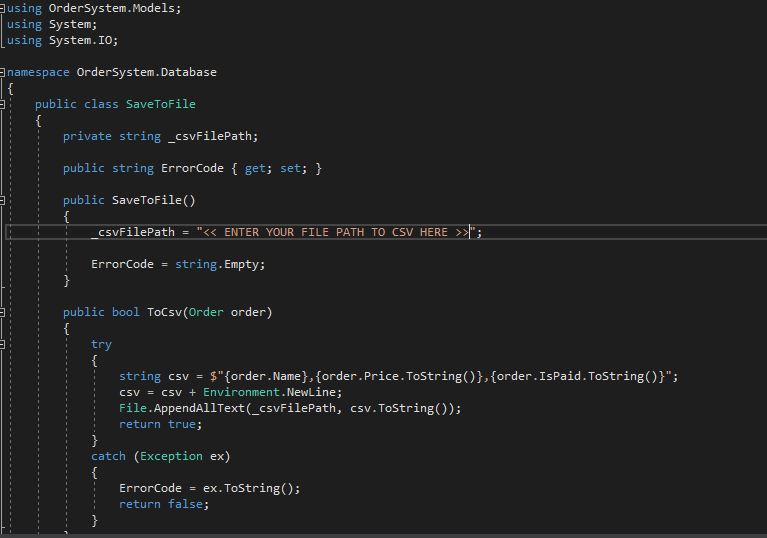 using OrderSystem.Models;
using System;
using System.IO;
namespace OrderSystem.Database
{
public class SaveToFile
{
private string _csvFilePath;
public string ErrorCode { get; set; }
public SaveToFile()
{
_csvFilePath = "<< ENTER YOUR FILE PATH TO CSV HERE >>";
ErrorCode = string.Empty;
}
public bool ToCsv(Order order)
{
try
{
string csv = $"{order.Name},{order.Price.ToString()},{order.IsPaid.ToString()}";
csv = csv + Environment.NewLine;
File.AppendAllText(_csvFilePath, csv.ToString());
return true;
}
catch (Exception ex)
{
ErrorCode = ex.ToString();
return false;
}